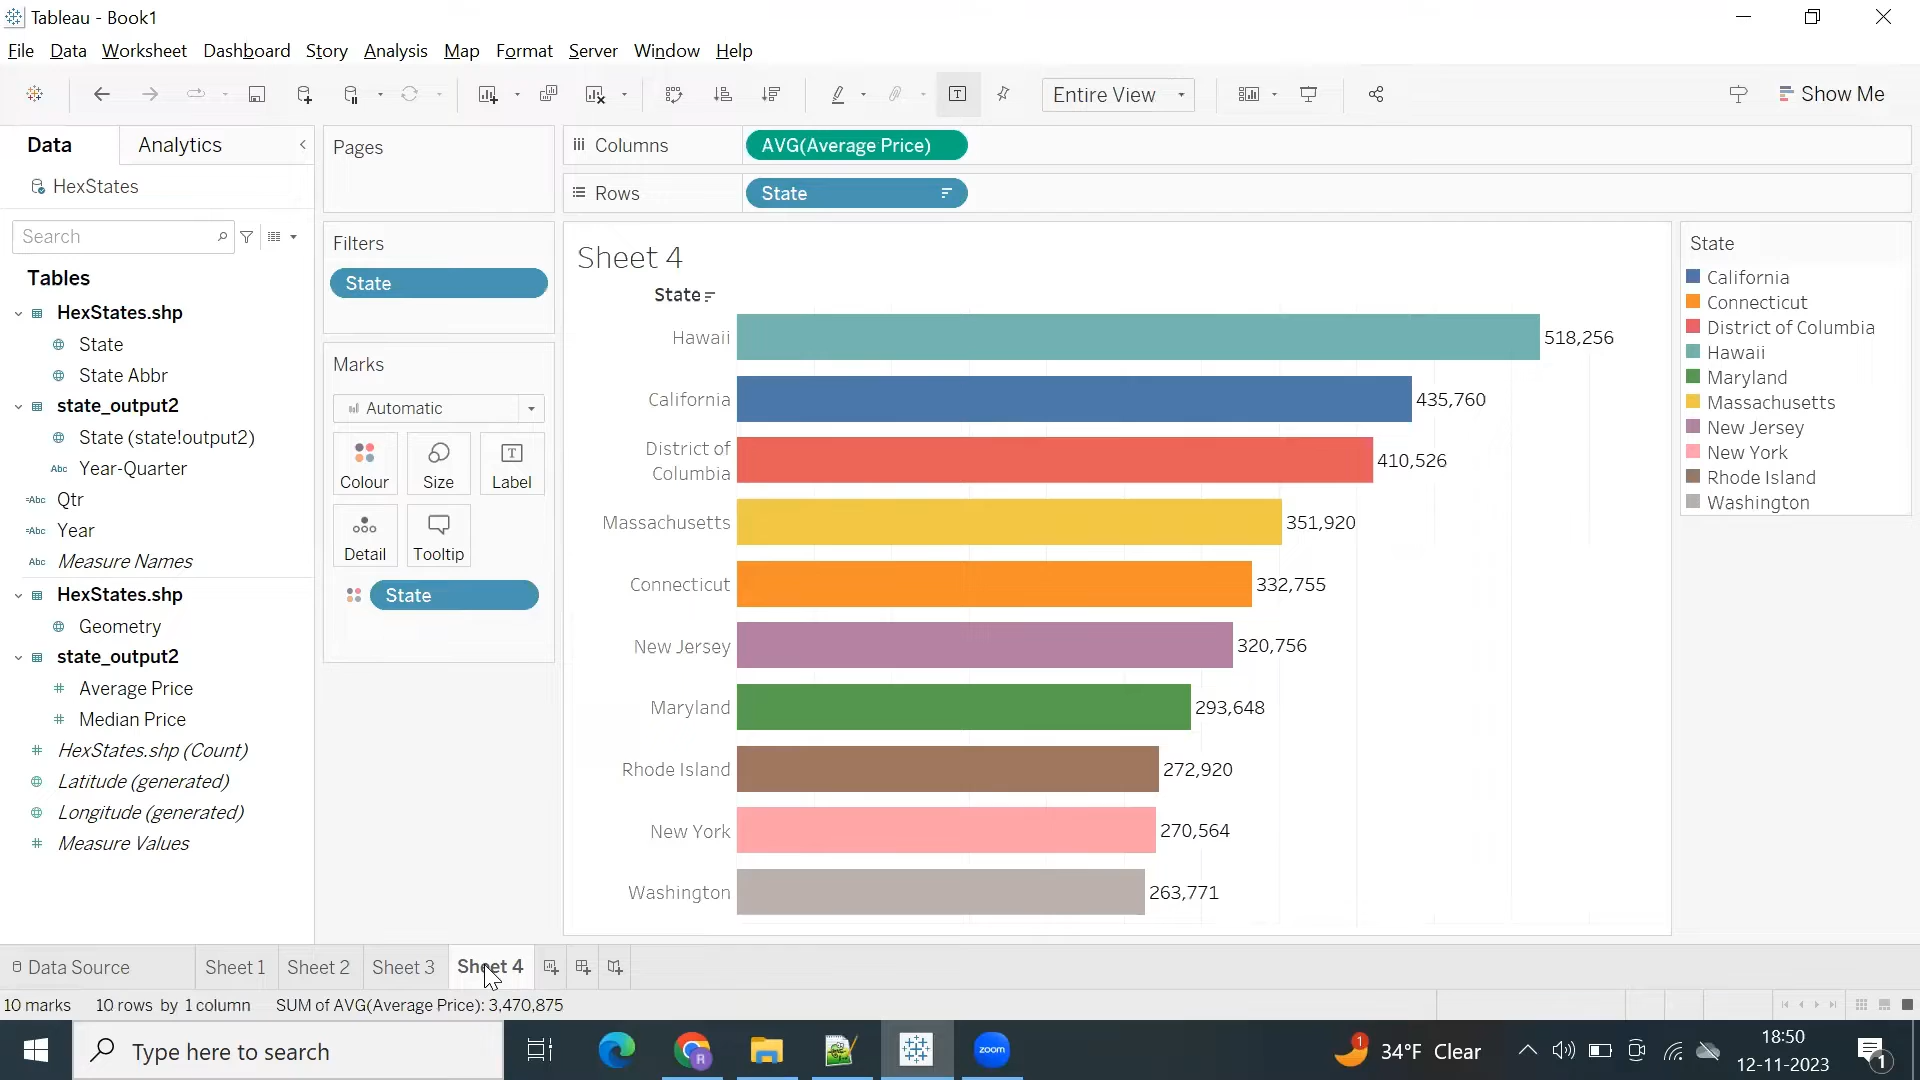 Tableau - Book1
File Data Worksheet Dashboard Story Analysis Map Format Server Window Help
Entire View
Show Me
Data
Analytics
Pages
Columns
AVG(Average Price)
HexStates
Rows
State
Search
Filters
State
Tables
HexStates.shp
State
State Abbr
state_output2
State (state!output2)
Abc Year-Quarter
=Abc Qtr
=Abc Year
Abc Measure Names
HexStates.shp
Geometry
state_output2
# Average Price
# Median Price
# HexStates.shp (Count)
Latitude (generated)
Longitude (generated)
# Measure Values
Marks
Automatic
Colour
Size
Label
Detail
Tooltip
State
Sheet 4
State
Hawaii 518,256
California 435,760
District of
Columbia
410,526
Massachusetts 351,920
Connecticut 332,755
New Jersey 320,756
Maryland 293,648
Rhode Island 272,920
New York 270,564
Washington 263,771
State
California
Connecticut
District of Columbia
Hawaii
Maryland
Massachusetts
New Jersey
New York
Rhode Island
Washington
Data Source Sheet 1 Sheet 2 Sheet 3 Sheet 4
10 marks 10 rows by 1 column SUM of AVG(Average Price): 3,470,875
Type here to search
zoom
R
1
34°F Clear
18:50
12-11-2023
1